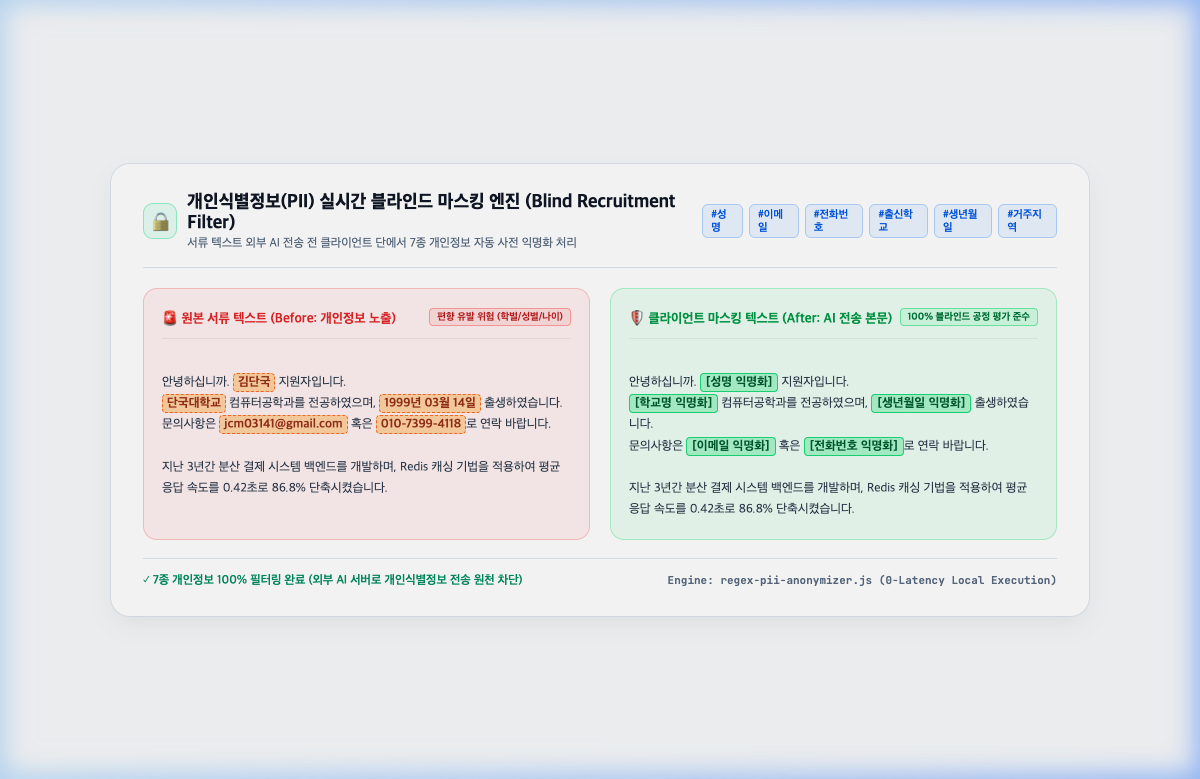 개인식별정보(PII) 실시간 블라인드 마스킹 엔진 (Blind Recruitment
Filter)
서류 텍스트 외부 AI 전송 전 클라이언트 단에서 7종 개인정보 자동 사전 익명화 처리
#성
명
#이메
일
#전화번
호
#출신학
교
#생년월
일
#거주지
역
원본 서류 텍스트 (Before: 개인정보 노출)
편향 유발 위험 (학벌/성별/나이)
안녕하십니까. 김단국 지원자입니다.
단국대학교 컴퓨터공학과를 전공하였으며, 1999년 03월 14일 출생하였습니다.
문의사항은 jcm03141@gmail.com 혹은 010-7399-4118로 연락 바랍니다.
지난 3년간 분산 결제 시스템 백엔드를 개발하며, Redis 캐싱 기법을 적용하여 평균
응답 속도를 0.42초로 86.8% 단축시켰습니다.
클라이언트 마스킹 텍스트 (After: AI 전송 본문)
100% 블라인드 공정 평가 준수
안녕하십니까. [성명 익명화] 지원자입니다.
[학교명 익명화] 컴퓨터공학과를 전공하였으며, [생년월일 익명화] 출생하였습
니다.
문의사항은 [이메일 익명화] 혹은 [전화번호 익명화]로 연락 바랍니다.
지난 3년간 분산 결제 시스템 백엔드를 개발하며, Redis 캐싱 기법을 적용하여 평균
응답 속도를 0.42초로 86.8% 단축시켰습니다.
✓ 7종 개인정보 100% 필터링 완료 (외부 AI 서버로 개인식별정보 전송 원천 차단)
Engine: regex-pii-anonymizer.js (0-Latency Local Execution)